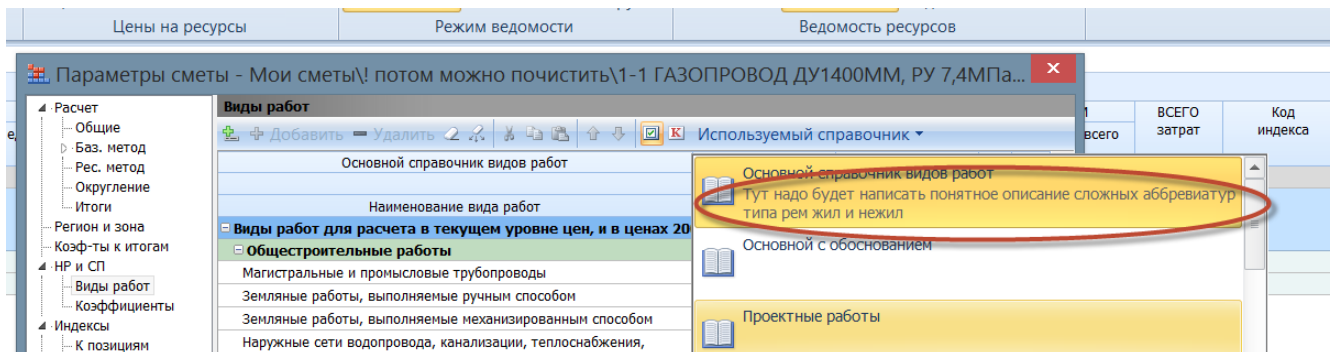 Цены на ресурсы
Режим ведомости
Ведомость ресурсов
Параметры сметы - Мои сметы\! потом можно почистить\1-1 ГАЗОПРОВОД ДУ1400ММ, РУ 7,4МПа...
Расчет
Общие
Баз. метод
Рес. метод
Округление
Итоги
Регион и зона
Коэф-ты к итогам
НР и СП
Виды работ
Коэффициенты
Индексы
К позициям
Виды работ
Добавить
Удалить
K
Используемый справочник
Основной справочник видов работ
Наименование вида работ
Виды работ для расчета в текущем уровне цен, и в ценах 20
Общестроительные работы
Магистральные и промысловые трубопроводы
Земляные работы, выполняемые ручным способом
Земляные работы, выполняемые механизированным способом
Наружные сети водопровода, канализации, теплоснабжения,
Основной справочник видов работ
Тут надо будет написать понятное описание сложных аббревиатур
типа рем жил и нежил
Основной с обоснованием
Проектные работы
всего
ВСЕГО
затрат
Код
индекса